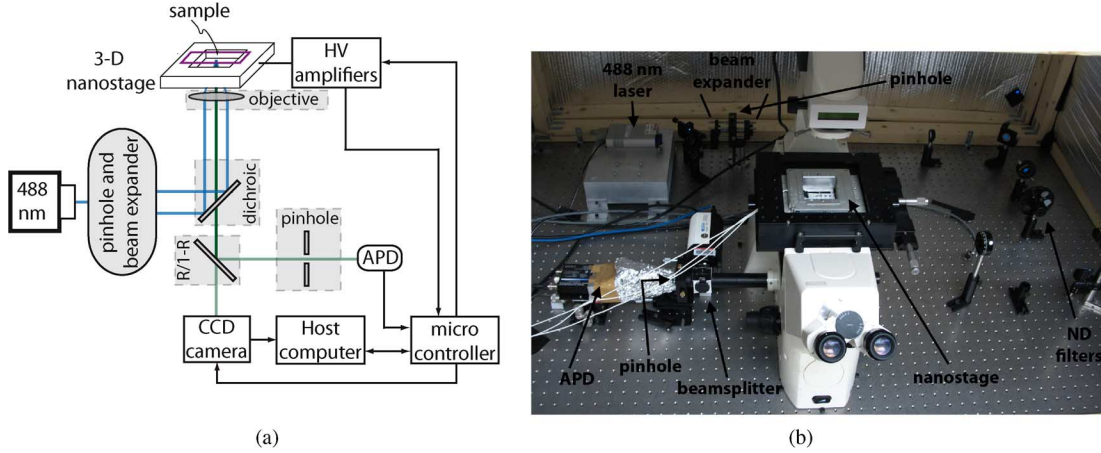 sample
3-D
nanostage
HV
amplifiers
objective
488
nm
pinhole and
beam expander
dichroic
pinhole
R/1-R
APD
CCD
camera
Host
computer
micro
controller
(a)
488 nm
laser
beam
expander
pinhole
APD
pinhole
beamsplitter
nanostage
ND
filters
(b)